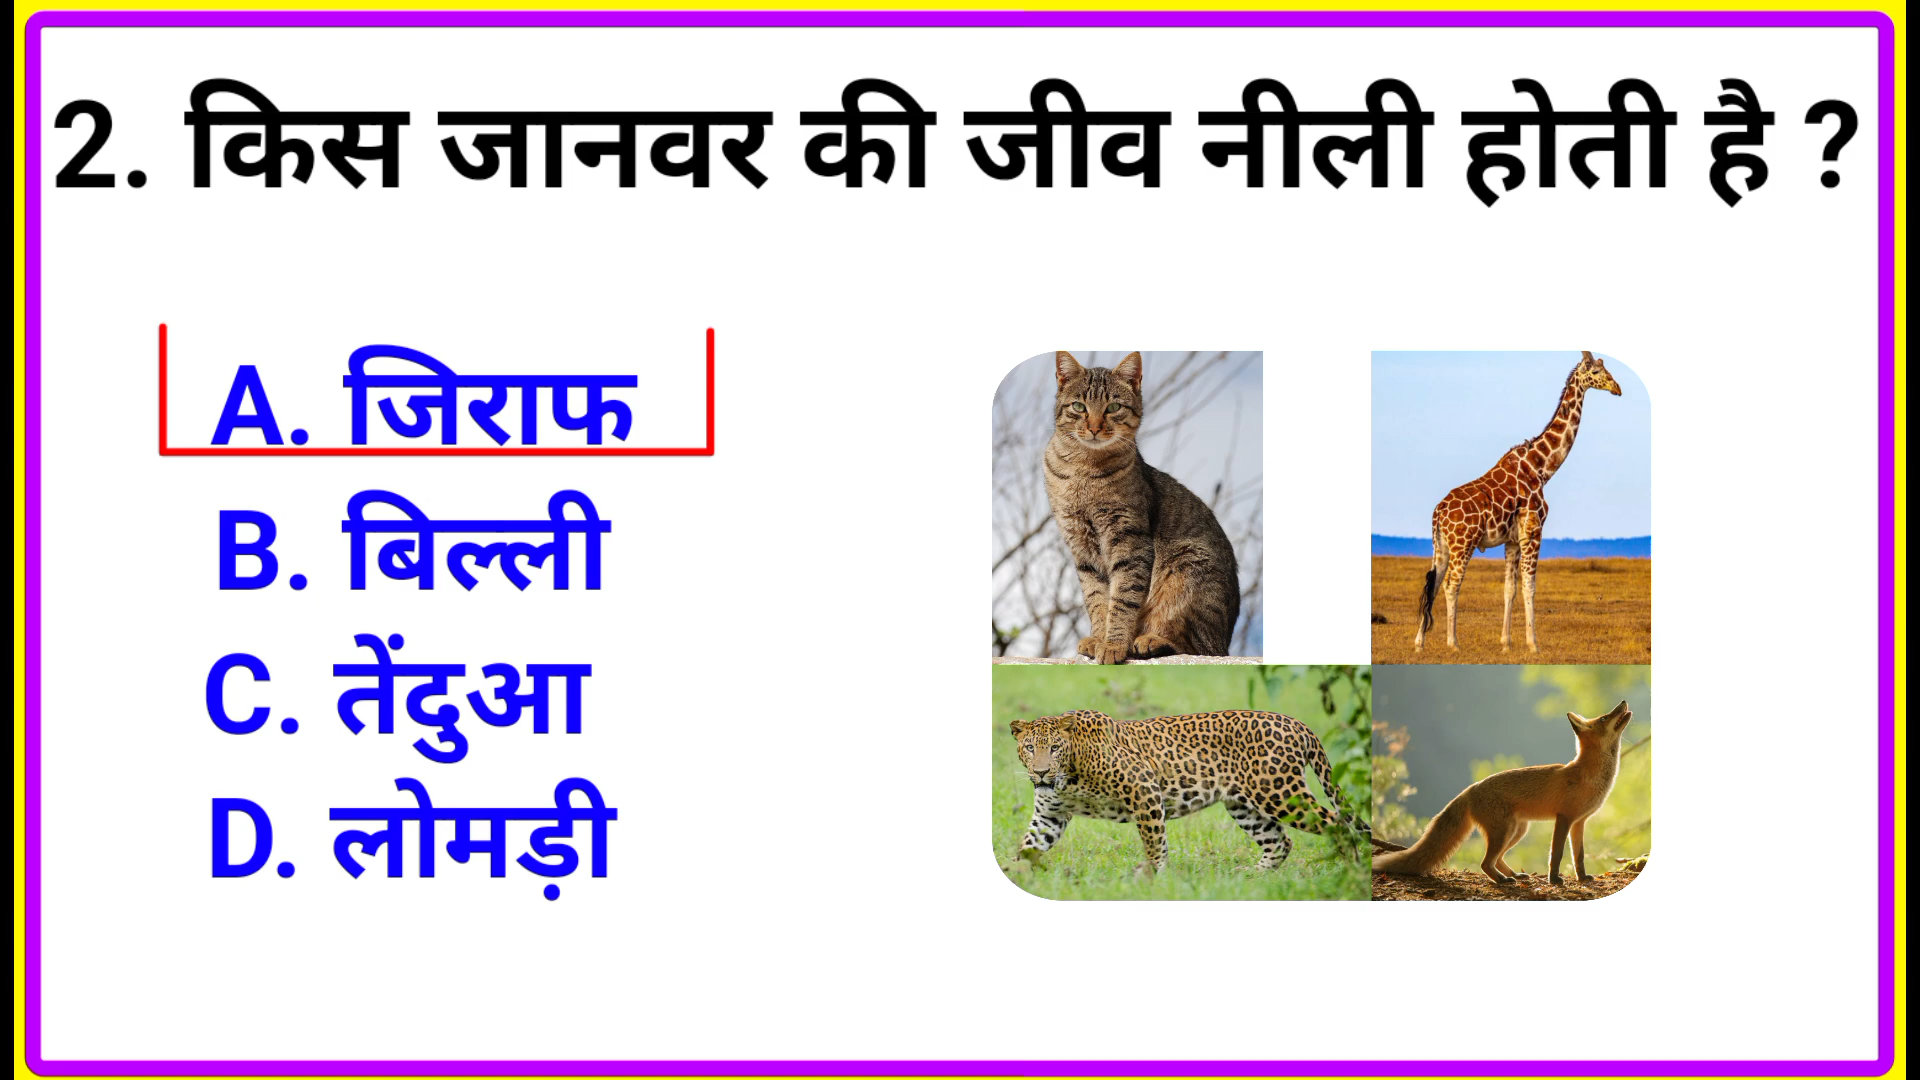 2. किस जानवर की जीव नीली होती है ?
A. जिराफ
B. बिल्ली
C. तेंदुआ
D. लोमड़ी